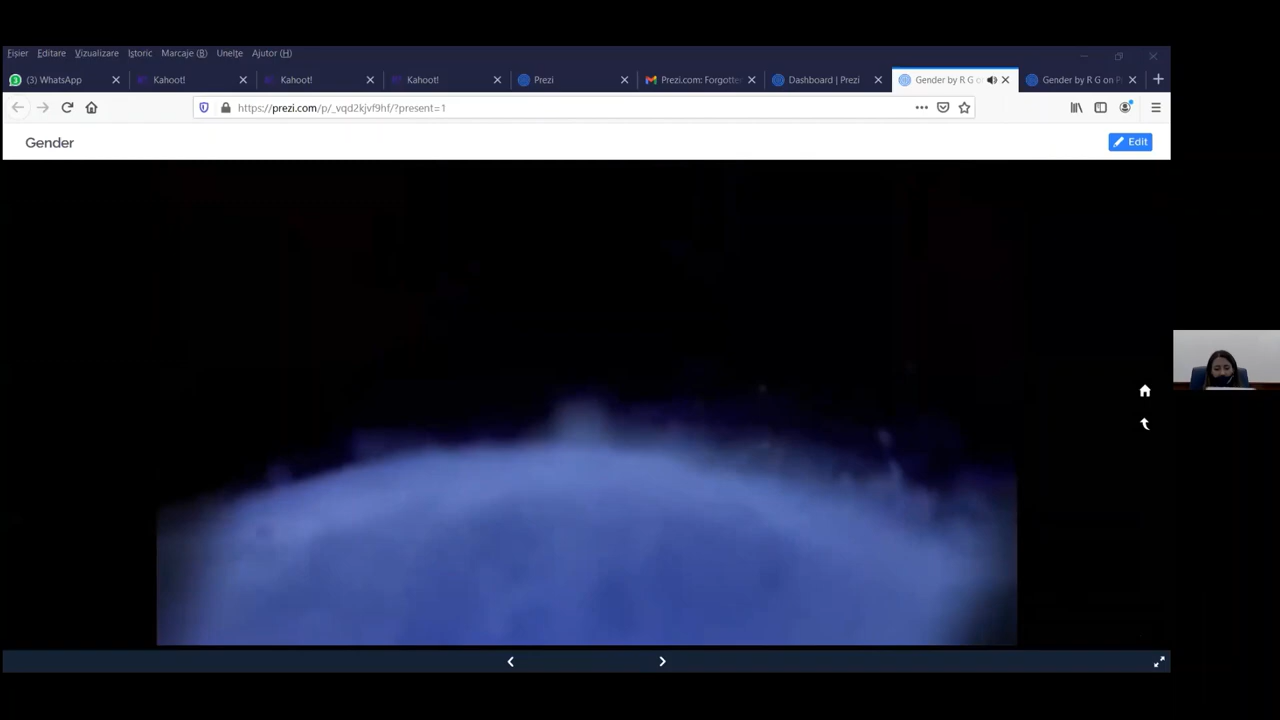 Fișier Editare Vizualizare Istoric Marcaje (B) Unelte Ajutor (H)
(3) WhatsApp Kahoot! Kahoot! Kahoot! Prezi Prezi.com: Forgotte Dashboard | Prezi Gender by R G o Gender by R G on P
https://prezi.com/p/_vqd2kjvf9hf/?present=1
Gender
Edit